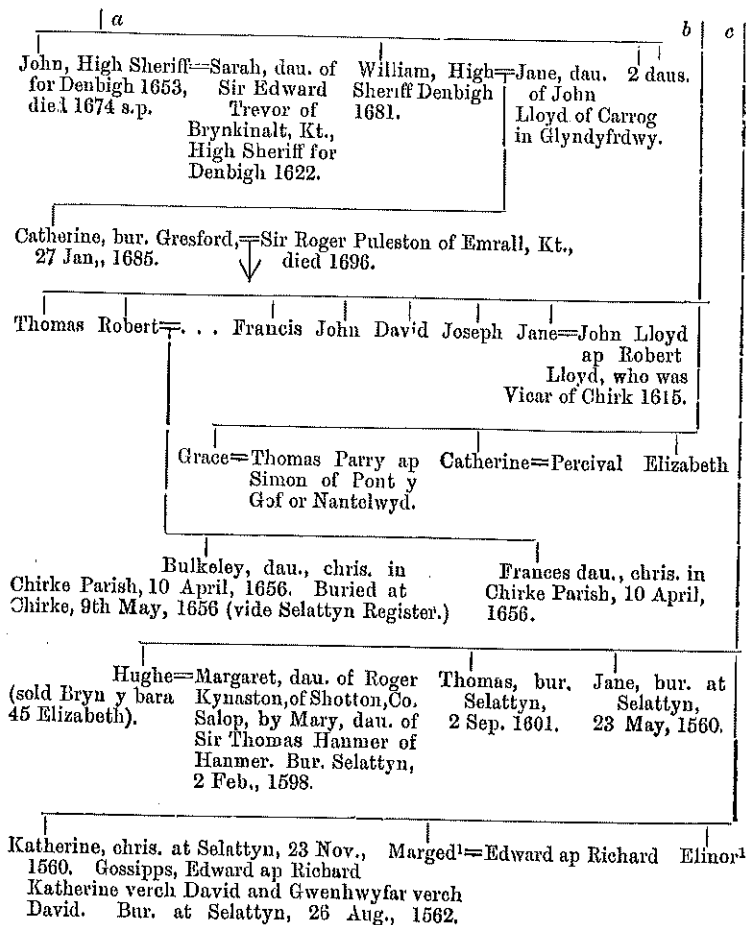 a b c
John, High Sheriff=Sarah, dau. of William, High=Jane, dau. 2 daus.
for Denbigh 1653, Sir Edward Sheriff Denbigh of John
died 1674 s.p. Trevor of 1681. Lloyd of Carrog
Brynkinalt, Kt., in Glyndyfrdwy.
High Sheriff for
Denbigh 1622.
Catherine, bur. Gresford,=Sir Roger Puleston of Emrall, Kt.,
27 Jan,, 1685. died 1696.
Thomas Robert=. . . Francis John David Joseph Jane=John Lloyd
ap Robert
Lloyd, who was
Vicar of Chirk 1615.
Grace=Thomas Parry ap Catherine=Percival Elizabeth
Simon of Pont y
Gof or Nantclwyd.
Bulkeley, dau., chris. in Frances dau., chris. in
Chirke Parish, 10 April, 1656. Buried at Chirke Parish, 10 April,
Chirke, 9th May, 1656 (vide Selattyn Register.) 1656.
Hughe=Margaret, dau. of Roger Thomas, bur. Jane, bur. at
(sold Bryn y bara Kynaston, of Shotton, Co. Selattyn, Selattyn,
45 Elizabeth). Salop, by Mary, dau. of 2 Sep. 1601. 23 May, 1560.
Sir Thomas Hanmer of
Hanmer. Bur. Selattyn,
2 Feb., 1598.
Katherine, chris. at Selattyn, 23 Nov., Marged¹=Edward ap Richard Elinor¹
1560. Gossipps, Edward ap Richard
Katherine verch David and Gwenhwyfar verch
David. Bur. at Selattyn, 26 Aug., 1562.